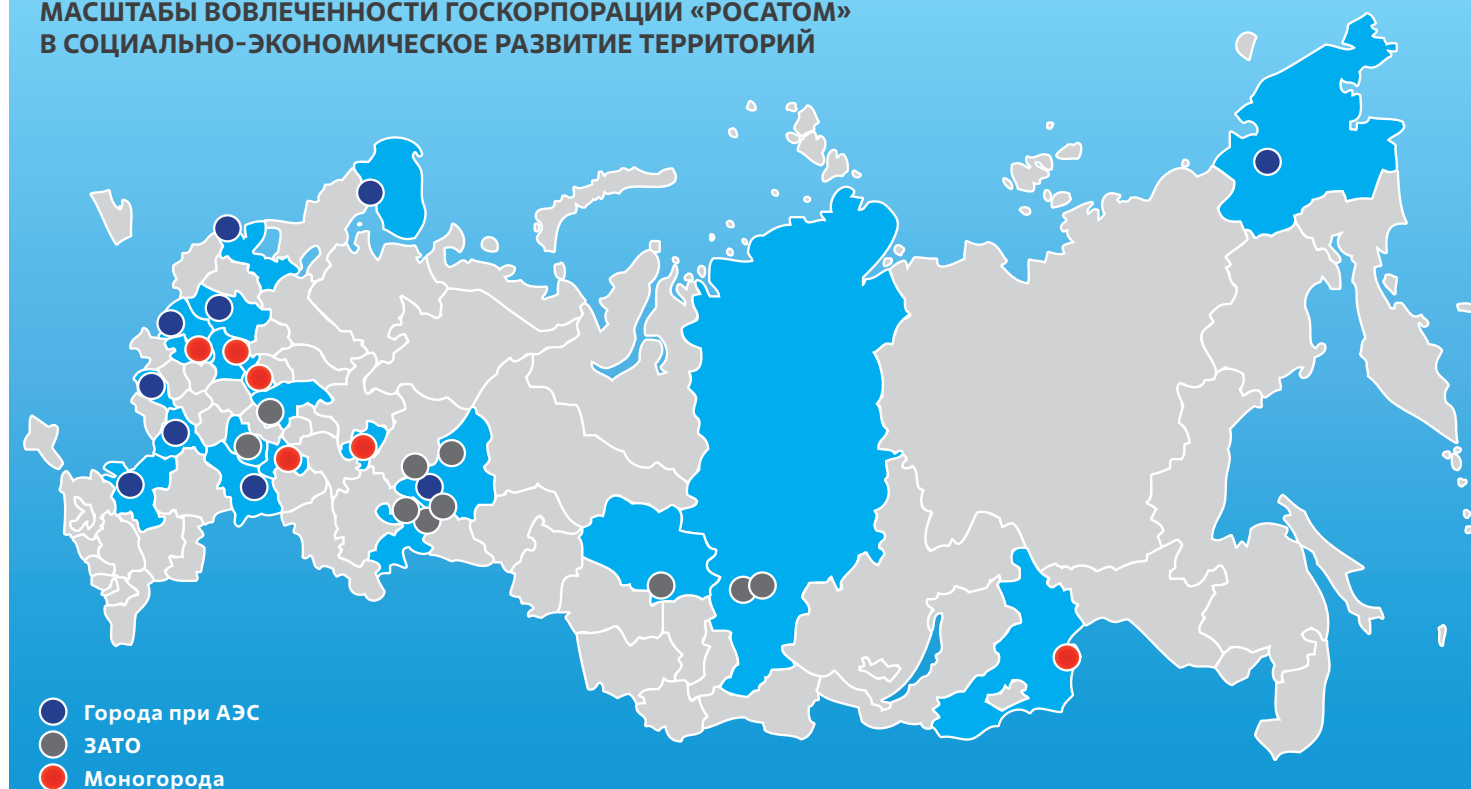 МАСШТАБЫ ВОВЛЕЧЕННОСТИ ГОСКОРПОРАЦИИ «РОСАТОМ»
В СОЦИАЛЬНО-ЭКОНОМИЧЕСКОЕ РАЗВИТИЕ ТЕРРИТОРИЙ
Города при АЭС
ЗАТО
Моногорода